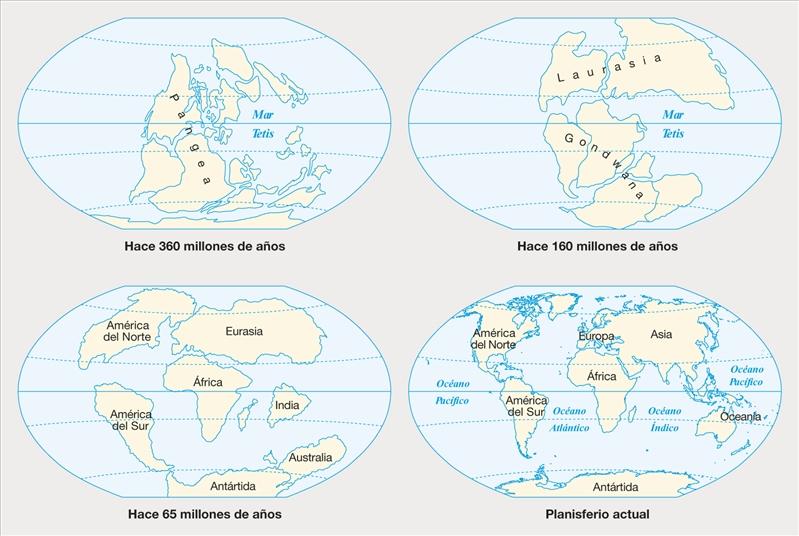 Pangea
Mar
Tetis
Hace 360 millones de años
Laurasia
Mar
Tetis
Gondwana
Hace 160 millones de años
América
del Norte
Eurasia
África
India
América
del Sur
Australia
Antártida
Hace 65 millones de años
América
del Norte
Europa
Asia
África
Océano
Pacífico
Océano
Pacífico
América
del Sur
Océano
Atlántico
Océano
Índico
Oceanía
Antártida
Planisferio actual